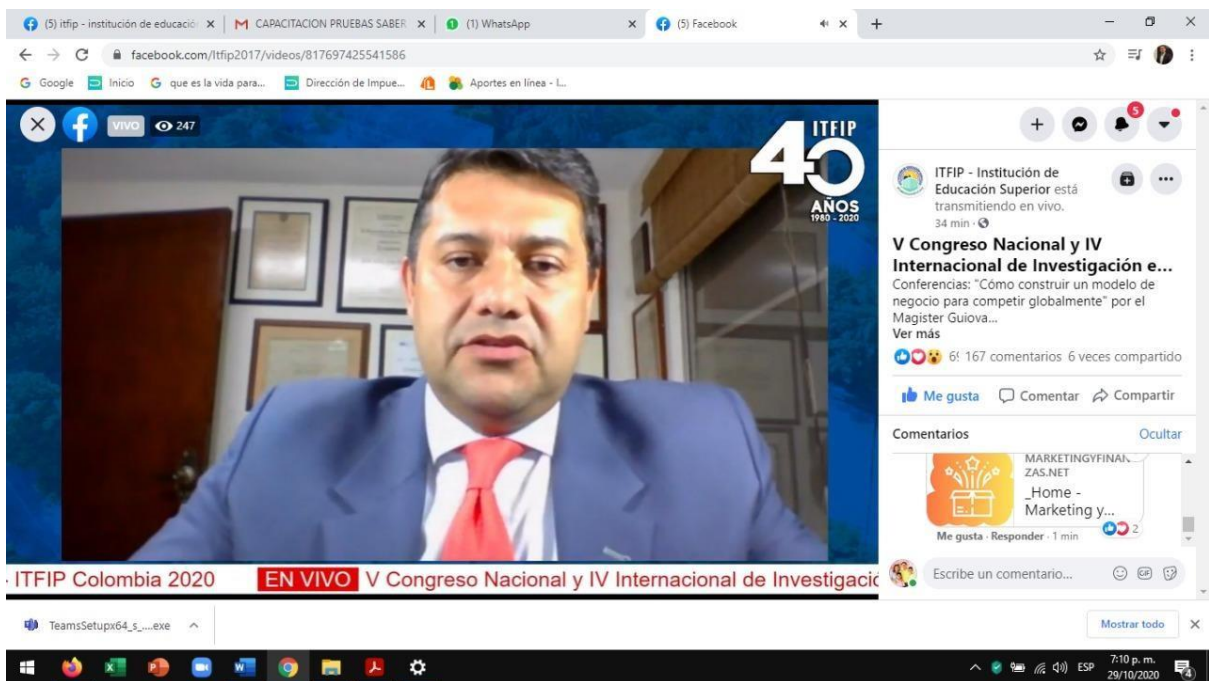 (5) itfip - institución de educació
CAPACITACION PRUEBAS SABER
(1) WhatsApp
(5) Facebook
facebook.com/Itfip2017/videos/817697425541586
Google
Inicio
que es la vida para...
Dirección de Impue...
Aportes en línea - I...
VIVO
247
ITFIP
40
AÑOS
1980 - 2020
5
ITFIP - Institución de
Educación Superior está
transmitiendo en vivo.
34 min ·
V Congreso Nacional y IV
Internacional de Investigación e...
Conferencias: "Cómo construir un modelo de
negocio para competir globalmente" por el
Magister Guiova...
Ver más
167 comentarios 6 veces compartido
Me gusta
Comentar
Compartir
Comentarios
Ocultar
MARKETINGYFINAN
ZAS.NET
_Home -
Marketing y...
2
Me gusta · Responder · 1 min
Escribe un comentario...
GIF
ITFIP Colombia 2020
EN VIVO
V Congreso Nacional y IV Internacional de Investigació
TeamsSetupx64_s_....exe
Mostrar todo
ESP
7:10 p. m.
29/10/2020
4